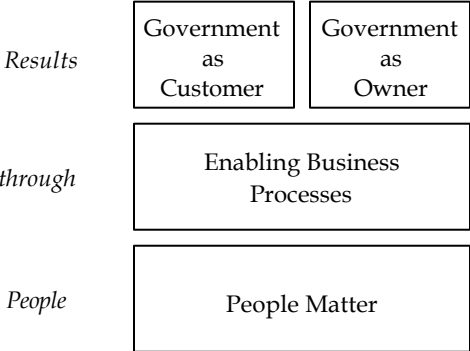 Government
as
Customer
Government
as
Owner
Results
Enabling Business
Processes
through
People Matter
People